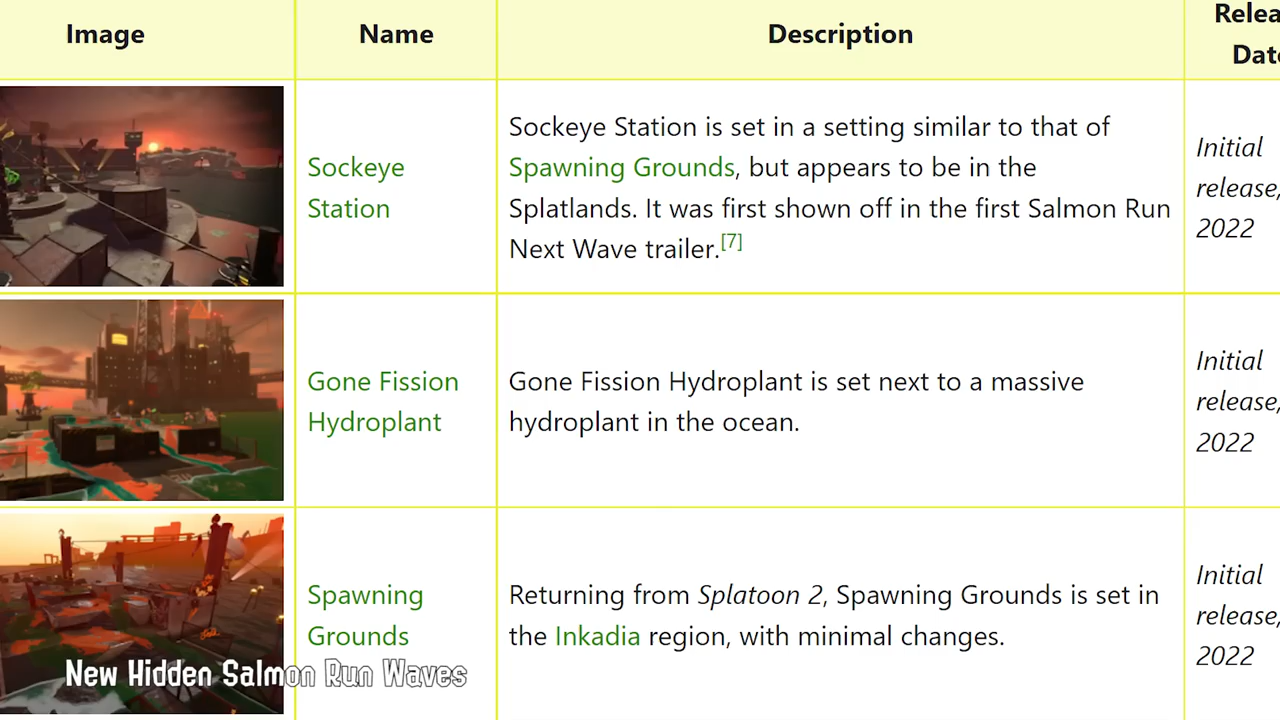 Image
Name
Description
Relea
Date
Sockeye
Station
Sockeye Station is set in a setting similar to that of
Spawning Grounds, but appears to be in the
Splatlands. It was first shown off in the first Salmon Run
Next Wave trailer.[7]
Initial
release,
2022
Gone Fission
Hydroplant
Gone Fission Hydroplant is set next to a massive
hydroplant in the ocean.
Initial
release,
2022
Spawning
Grounds
Returning from Splatoon 2, Spawning Grounds is set in
the Inkadia region, with minimal changes.
Initial
release,
2022
New Hidden Salmon Run Waves